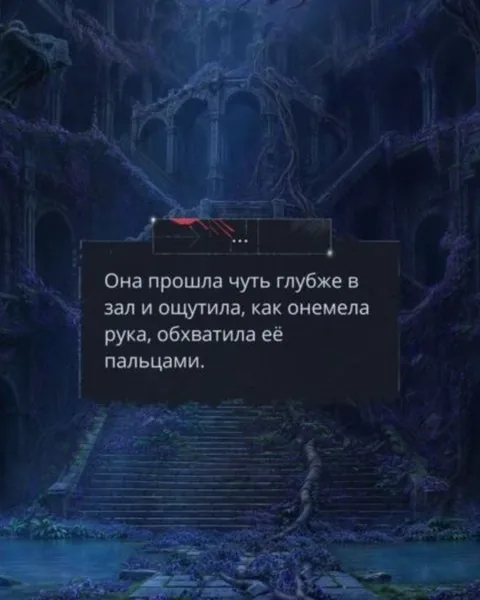 ...
Она прошла чуть глубже в
зал и ощутила, как онемела
рука, обхватила её
пальцами.